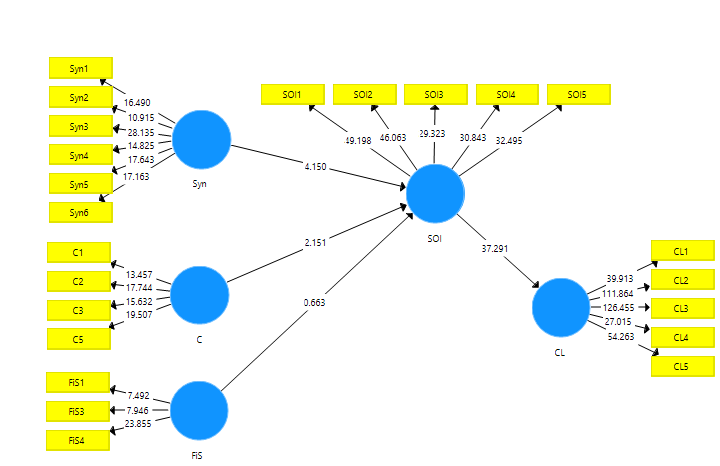 Syn1
Syn2
Syn3
Syn4
Syn5
Syn6
16.490
10.915
28.135
14.825
17.643
17.163
Syn
SOI1
SOI2
SOI3
SOI4
SOI5
49.198
46.063
29.323
30.843
32.495
4.150
SOI
C1
C2
C3
C5
13.457
17.744
15.632
19.507
C
2.151
0.663
37.291
FiS1
FiS3
FiS4
7.492
7.946
23.855
FiS
CL
39.913
111.864
126.455
27.015
54.263
CL1
CL2
CL3
CL4
CL5